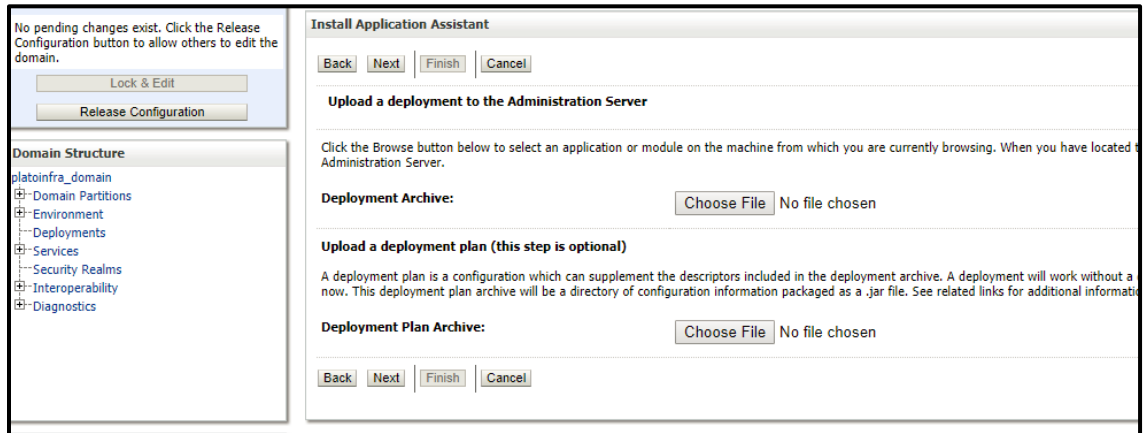 No pending changes exist. Click the Release
Configuration button to allow others to edit the
domain.
Lock & Edit
Release Configuration
Domain Structure
platoinfra_domain
Domain Partitions
Environment
Deployments
Services
Security Realms
Interoperability
Diagnostics
Install Application Assistant
Back Next Finish Cancel
Upload a deployment to the Administration Server
Click the Browse button below to select an application or module on the machine from which you are currently browsing. When you have located
Administration Server.
Deployment Archive: Choose File No file chosen
Upload a deployment plan (this step is optional)
A deployment plan is a configuration which can supplement the descriptors included in the deployment archive. A deployment will work without a
now. This deployment plan archive will be a directory of configuration information packaged as a .jar file. See related links for additional
Deployment Plan Archive: Choose File No file chosen
Back Next Finish Cancel